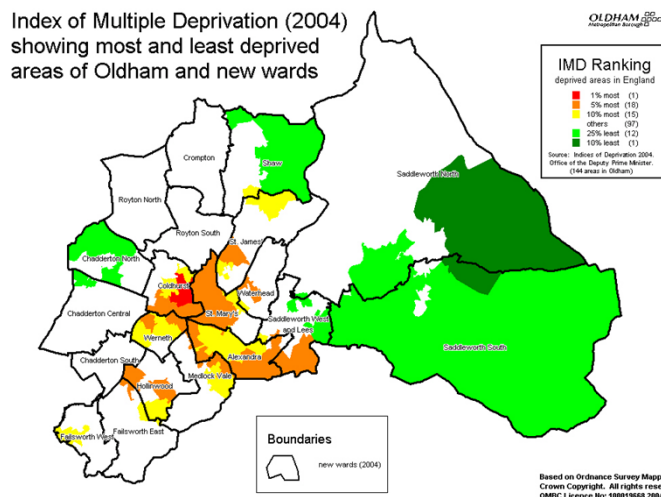 Index of Multiple Deprivation (2004)
showing most and least deprived
areas of Oldham and new wards
OLDHAM
Metropolitan Borough
IMD Ranking
deprived areas in England
1% most (1)
5% most (18)
10% most (15)
others (97)
25% least (12)
10% least (1)
Source: Indices of Deprivation 2004.
Office of the Deputy Prime Minister.
(144 areas in Oldham)
Crompton
Shaw
Saddleworth North
Royton North
Royton South
St. James'
Chadderton North
Coldhurst
Waterhead
Chadderton Central
St. Mary's
Saddleworth West
and Lees
Werneth
Saddleworth South
Chadderton South
Alexandra
Medlock Vale
Hollinwood
Failsworth West
Failsworth East
Boundaries
new wards (2004)
Based on Ordnance Survey Mapp
Crown Copyright. All rights rese
OMBC Licence No: 100019668 200